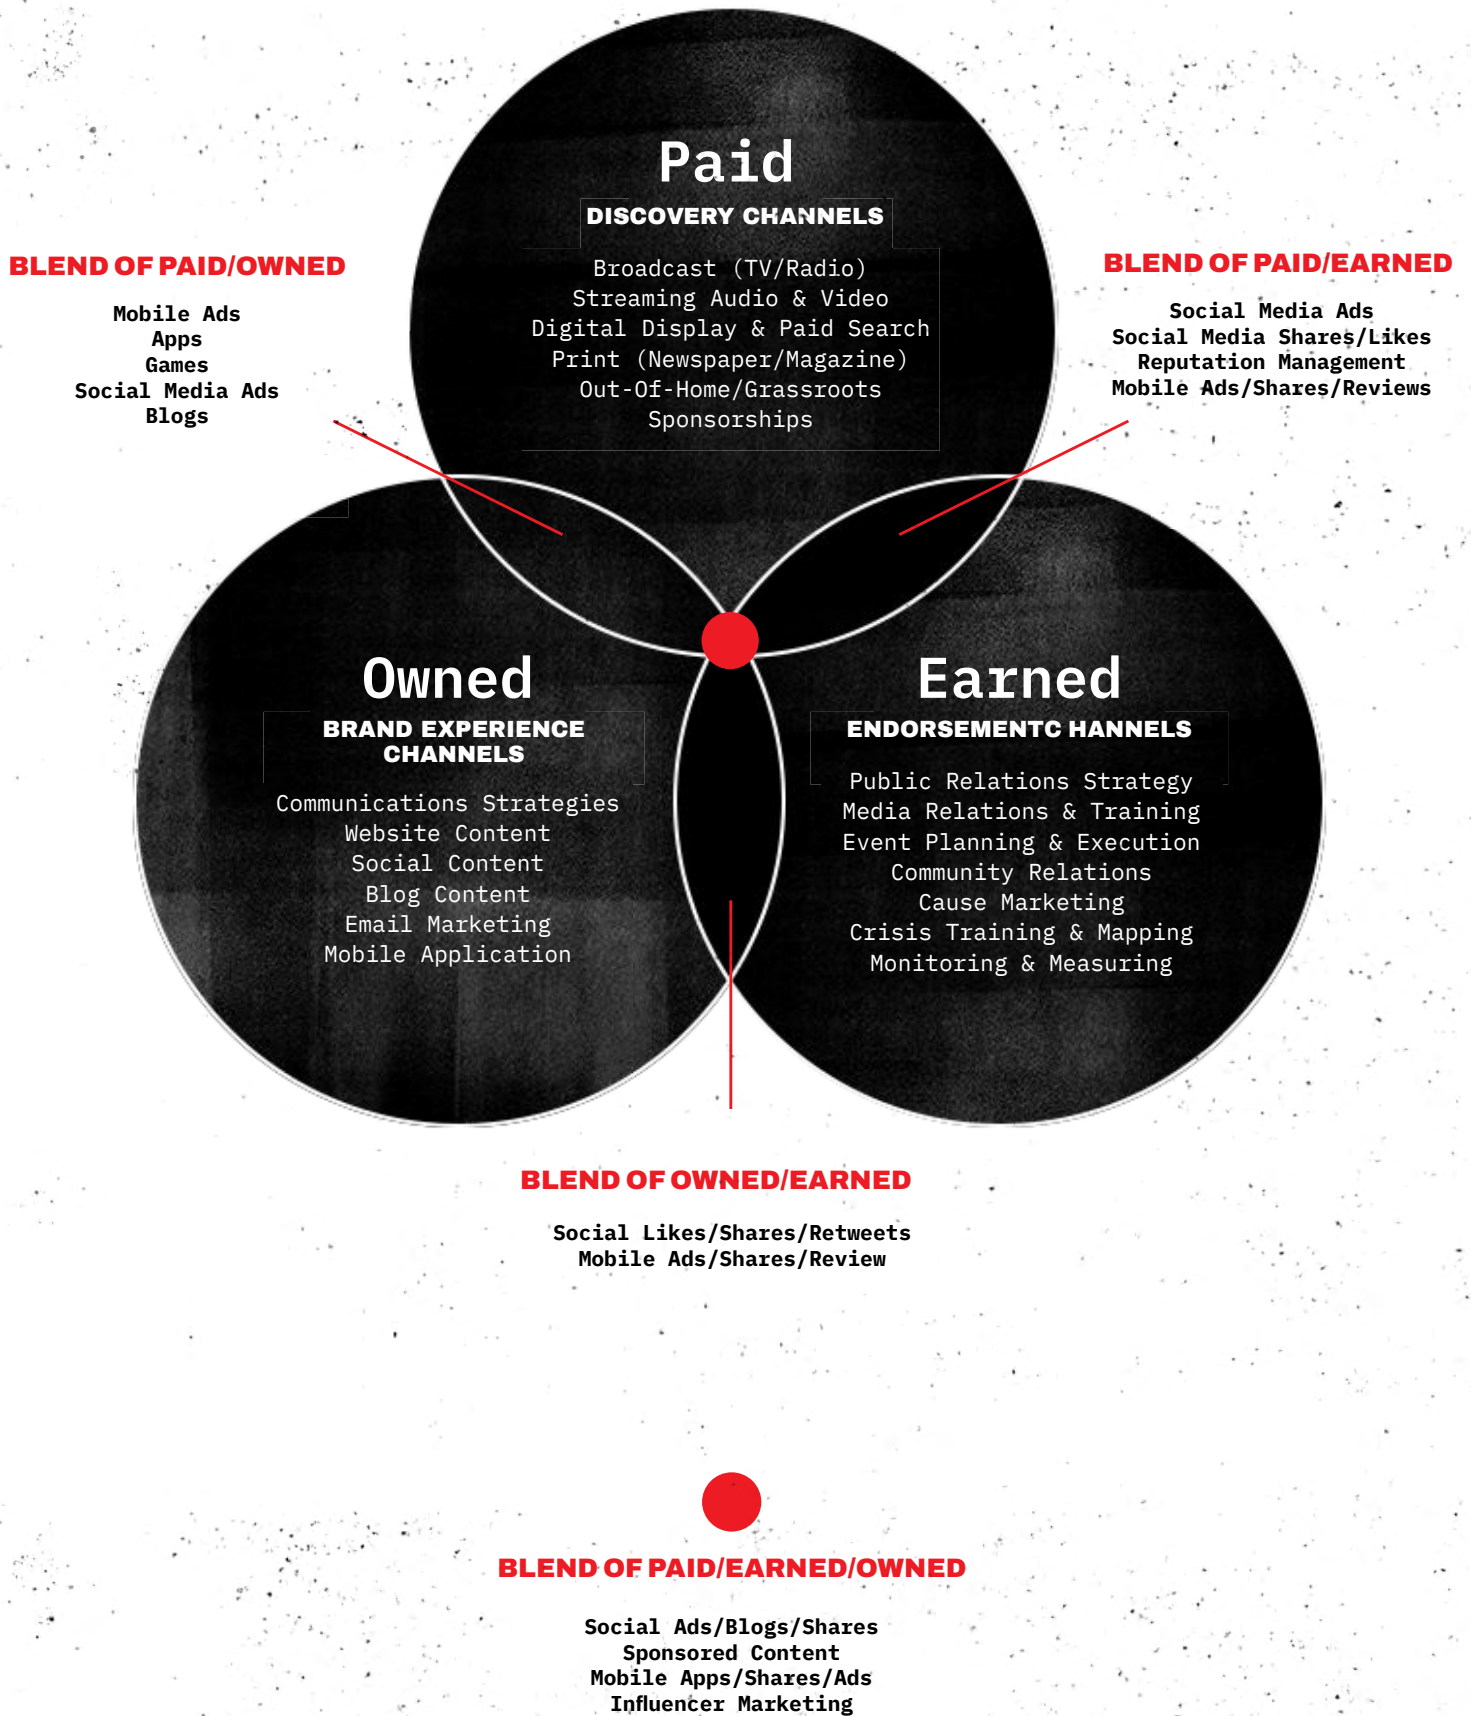 Paid
DISCOVERY CHANNELS
Broadcast (TV/Radio)
Streaming Audio & Video
Digital Display & Paid Search
Print (Newspaper/Magazine)
Out-Of-Home/Grassroots
Sponsorships
BLEND OF PAID/OWNED
Mobile Ads
Apps
Games
Social Media Ads
Blogs
BLEND OF PAID/EARNED
Social Media Ads
Social Media Shares/Likes
Reputation Management
Mobile Ads/Shares/Reviews
Owned
BRAND EXPERIENCE
CHANNELS
Communications Strategies
Website Content
Social Content
Blog Content
Email Marketing
Mobile Application
Earned
ENDORSEMENTC HANNELS
Public Relations Strategy
Media Relations & Training
Event Planning & Execution
Community Relations
Cause Marketing
Crisis Training & Mapping
Monitoring & Measuring
BLEND OF OWNED/EARNED
Social Likes/Shares/Retweets
Mobile Ads/Shares/Review
BLEND OF PAID/EARNED/OWNED
Social Ads/Blogs/Shares
Sponsored Content
Mobile Apps/Shares/Ads
Influencer Marketing